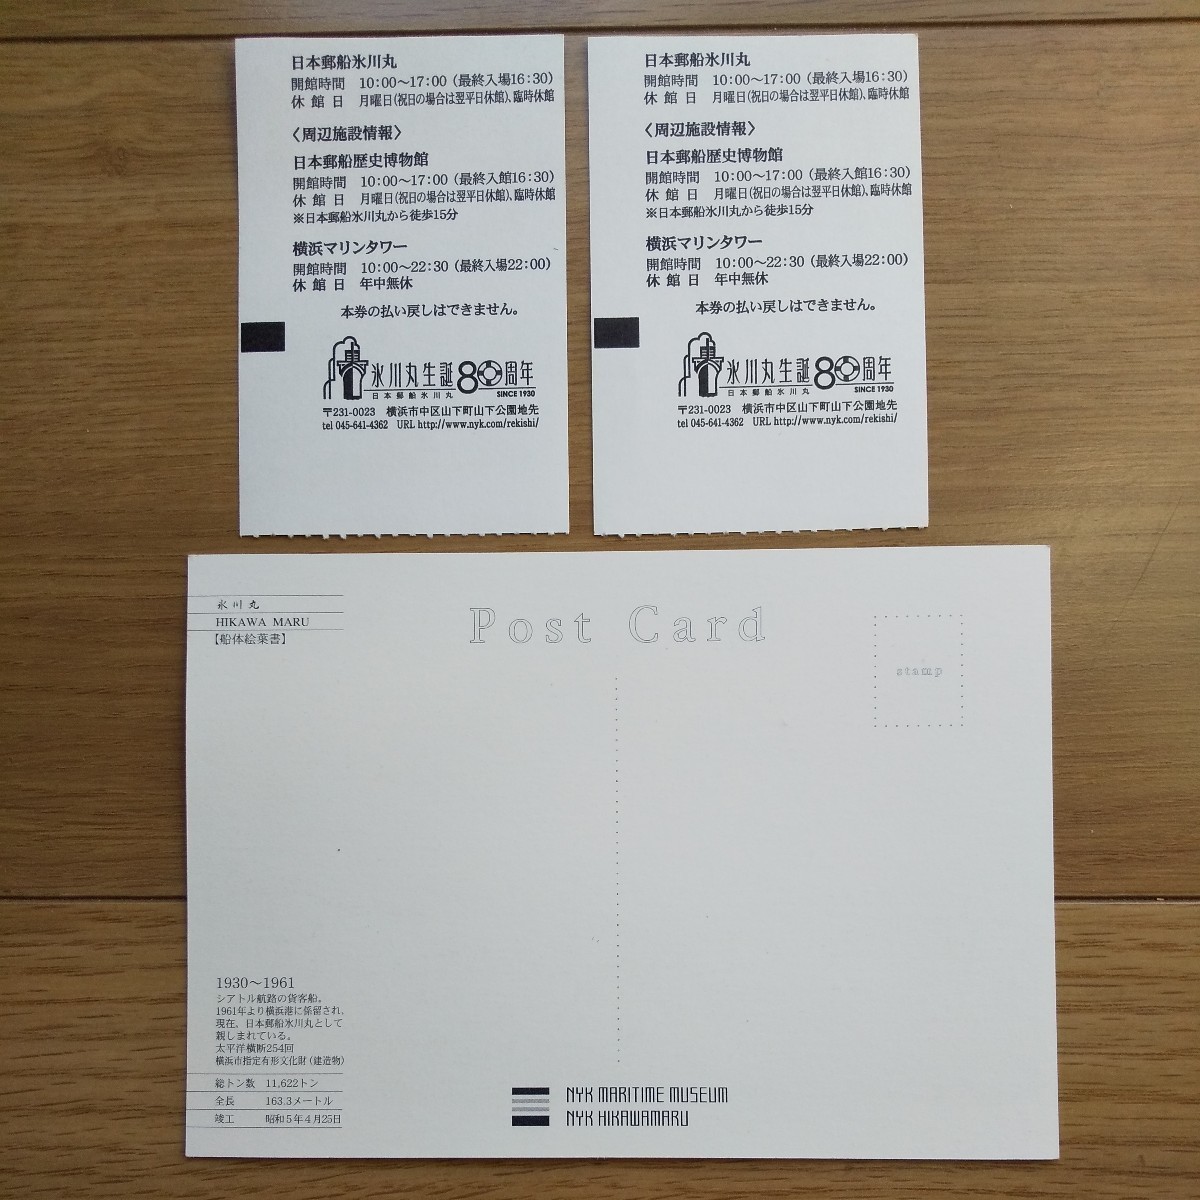 日本郵船氷川丸
開館時間 10:00～17:00（最終入場16:30）
休館日 月曜日(祝日の場合は翌平日休館)、臨時休館
〈周辺施設情報〉
日本郵船歴史博物館
開館時間 10:00～17:00（最終入館16:30）
休館日 月曜日(祝日の場合は翌平日休館)、臨時休館
※日本郵船氷川丸から徒歩15分
横浜マリンタワー
開館時間 10:00～22:30（最終入場22:00）
休館日 年中無休
本券の払い戻しはできません。
氷川丸生誕80周年
日本郵船氷川丸 SINCE 1930
〒231-0023 横浜市中区山下町山下公園地先
tel 045-641-4362 URL http://www.nyk.com/rekishi/
日本郵船氷川丸
開館時間 10:00～17:00（最終入場16:30）
休館日 月曜日(祝日の場合は翌平日休館)、臨時休館
〈周辺施設情報〉
日本郵船歴史博物館
開館時間 10:00～17:00（最終入館16:30）
休館日 月曜日(祝日の場合は翌平日休館)、臨時休館
※日本郵船氷川丸から徒歩15分
横浜マリンタワー
開館時間 10:00～22:30（最終入場22:00）
休館日 年中無休
本券の払い戻しはできません。
氷川丸生誕80周年
日本郵船氷川丸 SINCE 1930
〒231-0023 横浜市中区山下町山下公園地先
tel 045-641-4362 URL http://www.nyk.com/rekishi/
氷川丸
HIKAWA MARU
【船体絵葉書】
Post Card
stamp
1930～1961
シアトル航路の貨客船。
1961年より横浜港に係留され、
現在、日本郵船氷川丸として
親しまれている。
太平洋横断254回
横浜市指定有形文化財（建造物）
総トン数 11,622トン
全長 163.3メートル
竣工 昭和5年4月25日
NYK MARITIME MUSEUM
NYK HIKAWAMARU